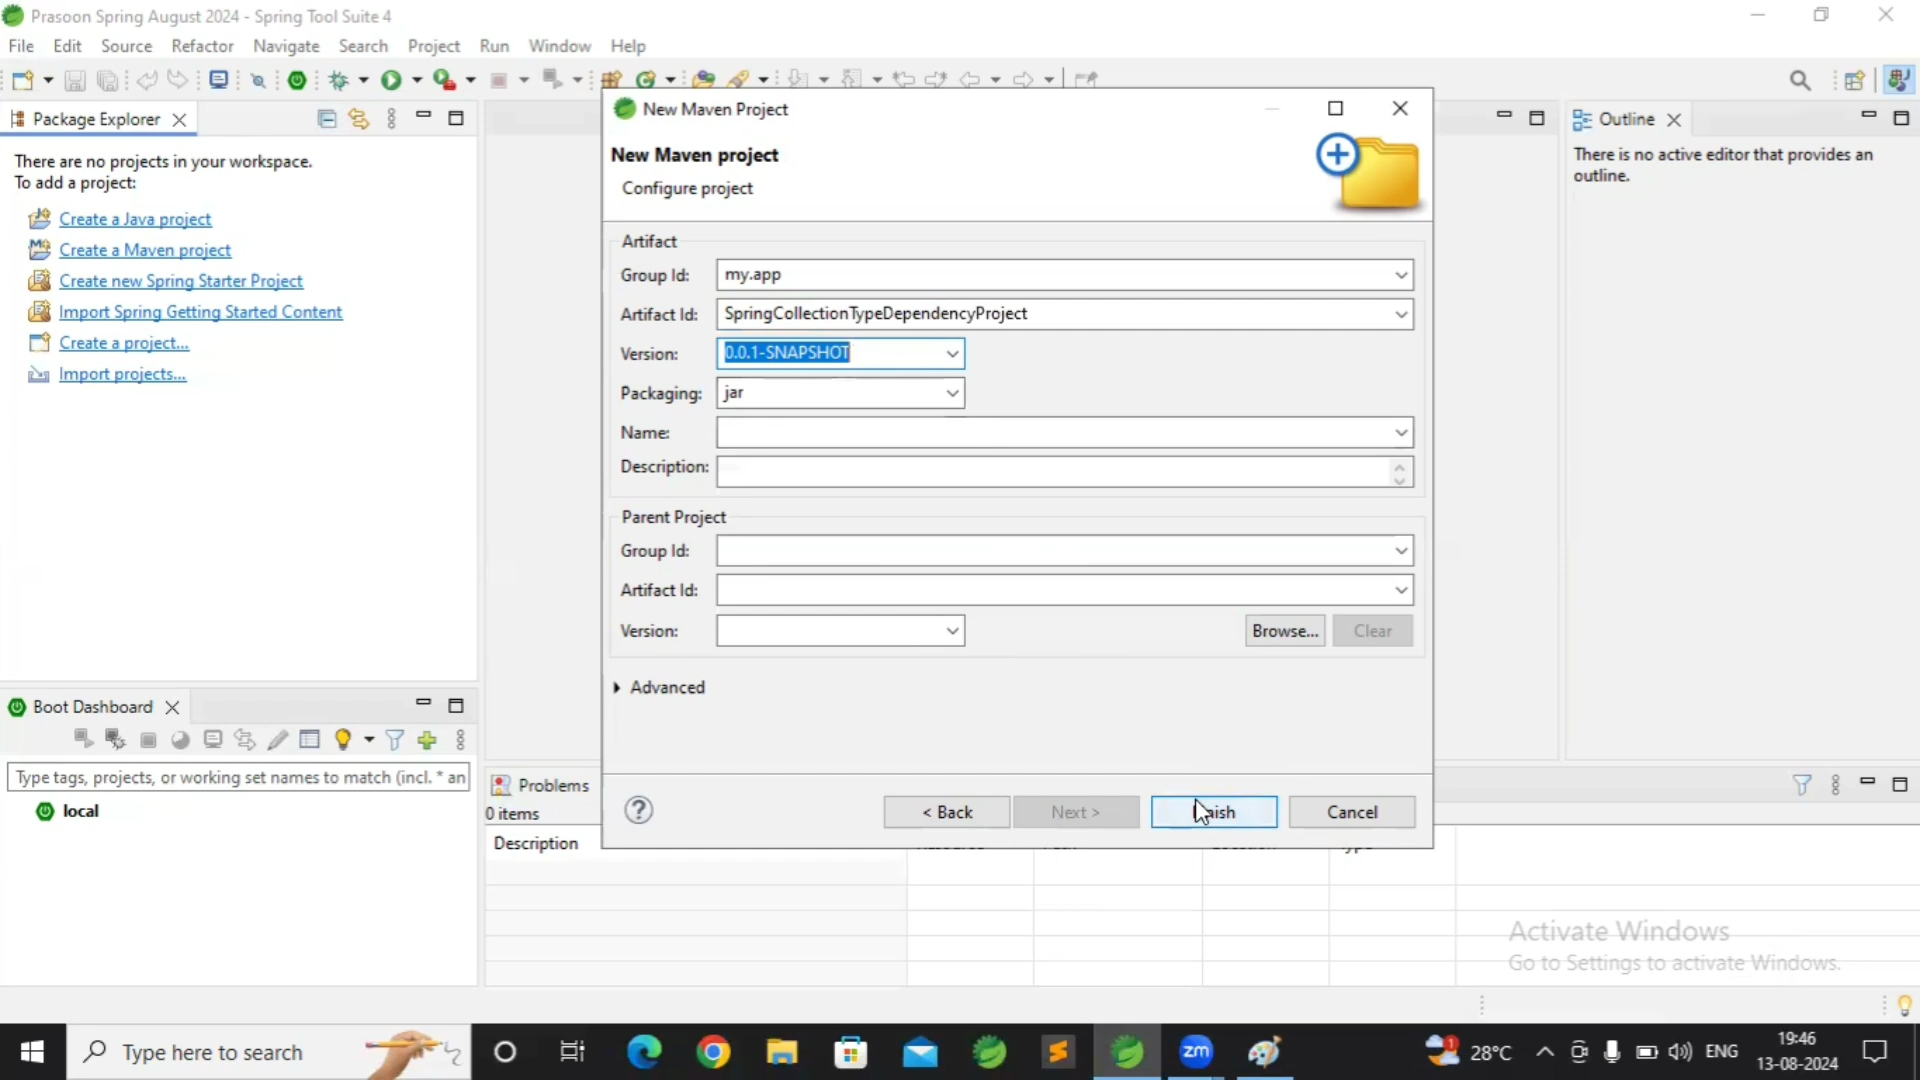 Prasoon Spring August 2024 - Spring Tool Suite 4
File Edit Source Refactor Navigate Search Project Run Window Help
Package Explorer
There are no projects in your workspace.
To add a project:
Create a Java project
Create a Maven project
Create new Spring Starter Project
Import Spring Getting Started Content
Create a project...
Import projects...
Boot Dashboard
Type tags, projects, or working set names to match (incl. * an
local
New Maven Project
New Maven project
Configure project
Artifact
Group Id: my.app
Artifact Id: SpringCollectionTypeDependencyProject
Version: 0.0.1-SNAPSHOT
Packaging: jar
Name:
Description:
Parent Project
Group Id:
Artifact Id:
Version:
Browse... Clear
Advanced
< Back Next > Cancel
Outline
There is no active editor that provides an
outline.
Problems
0 items
Description
Activate Windows
Go to Settings to activate Windows.
Type here to search
zm
28°C
ENG
19:46
13-08-2024